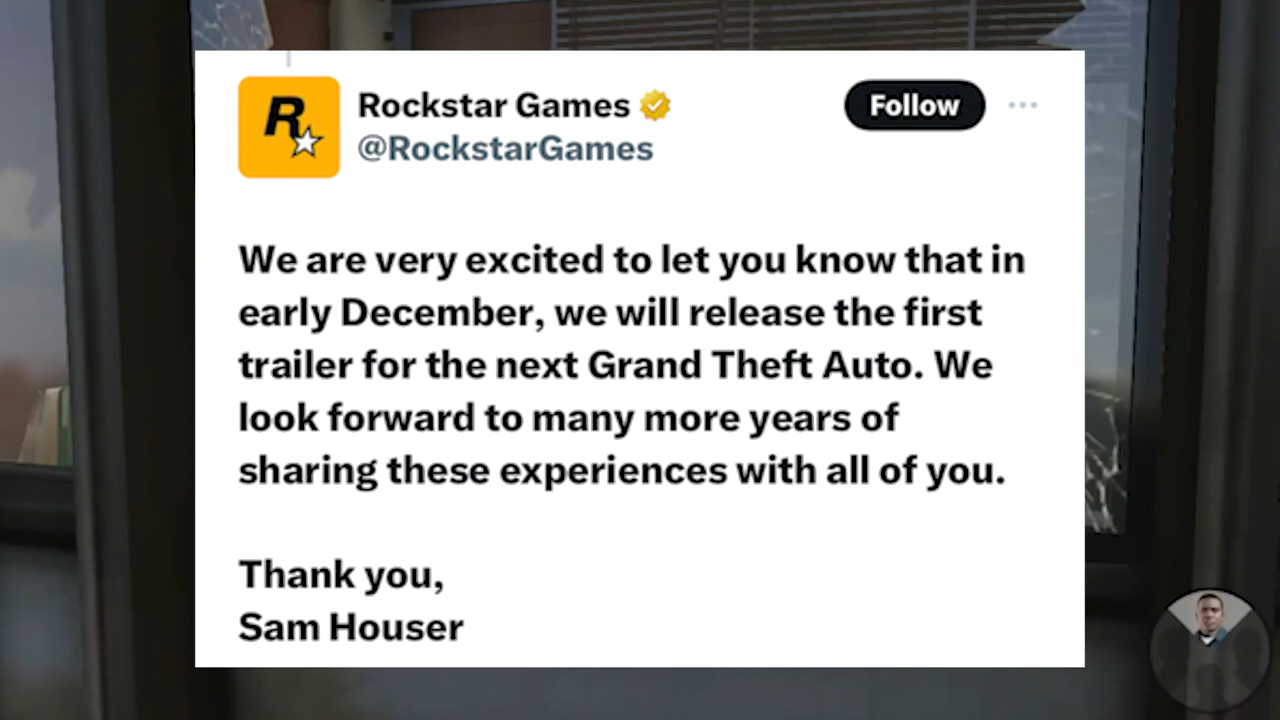 R
Rockstar Games
Follow
@RockstarGames
We are very excited to let you know that in
early December, we will release the first
trailer for the next Grand Theft Auto. We
look forward to many more years of
sharing these experiences with all of you.
Thank you,
Sam Houser